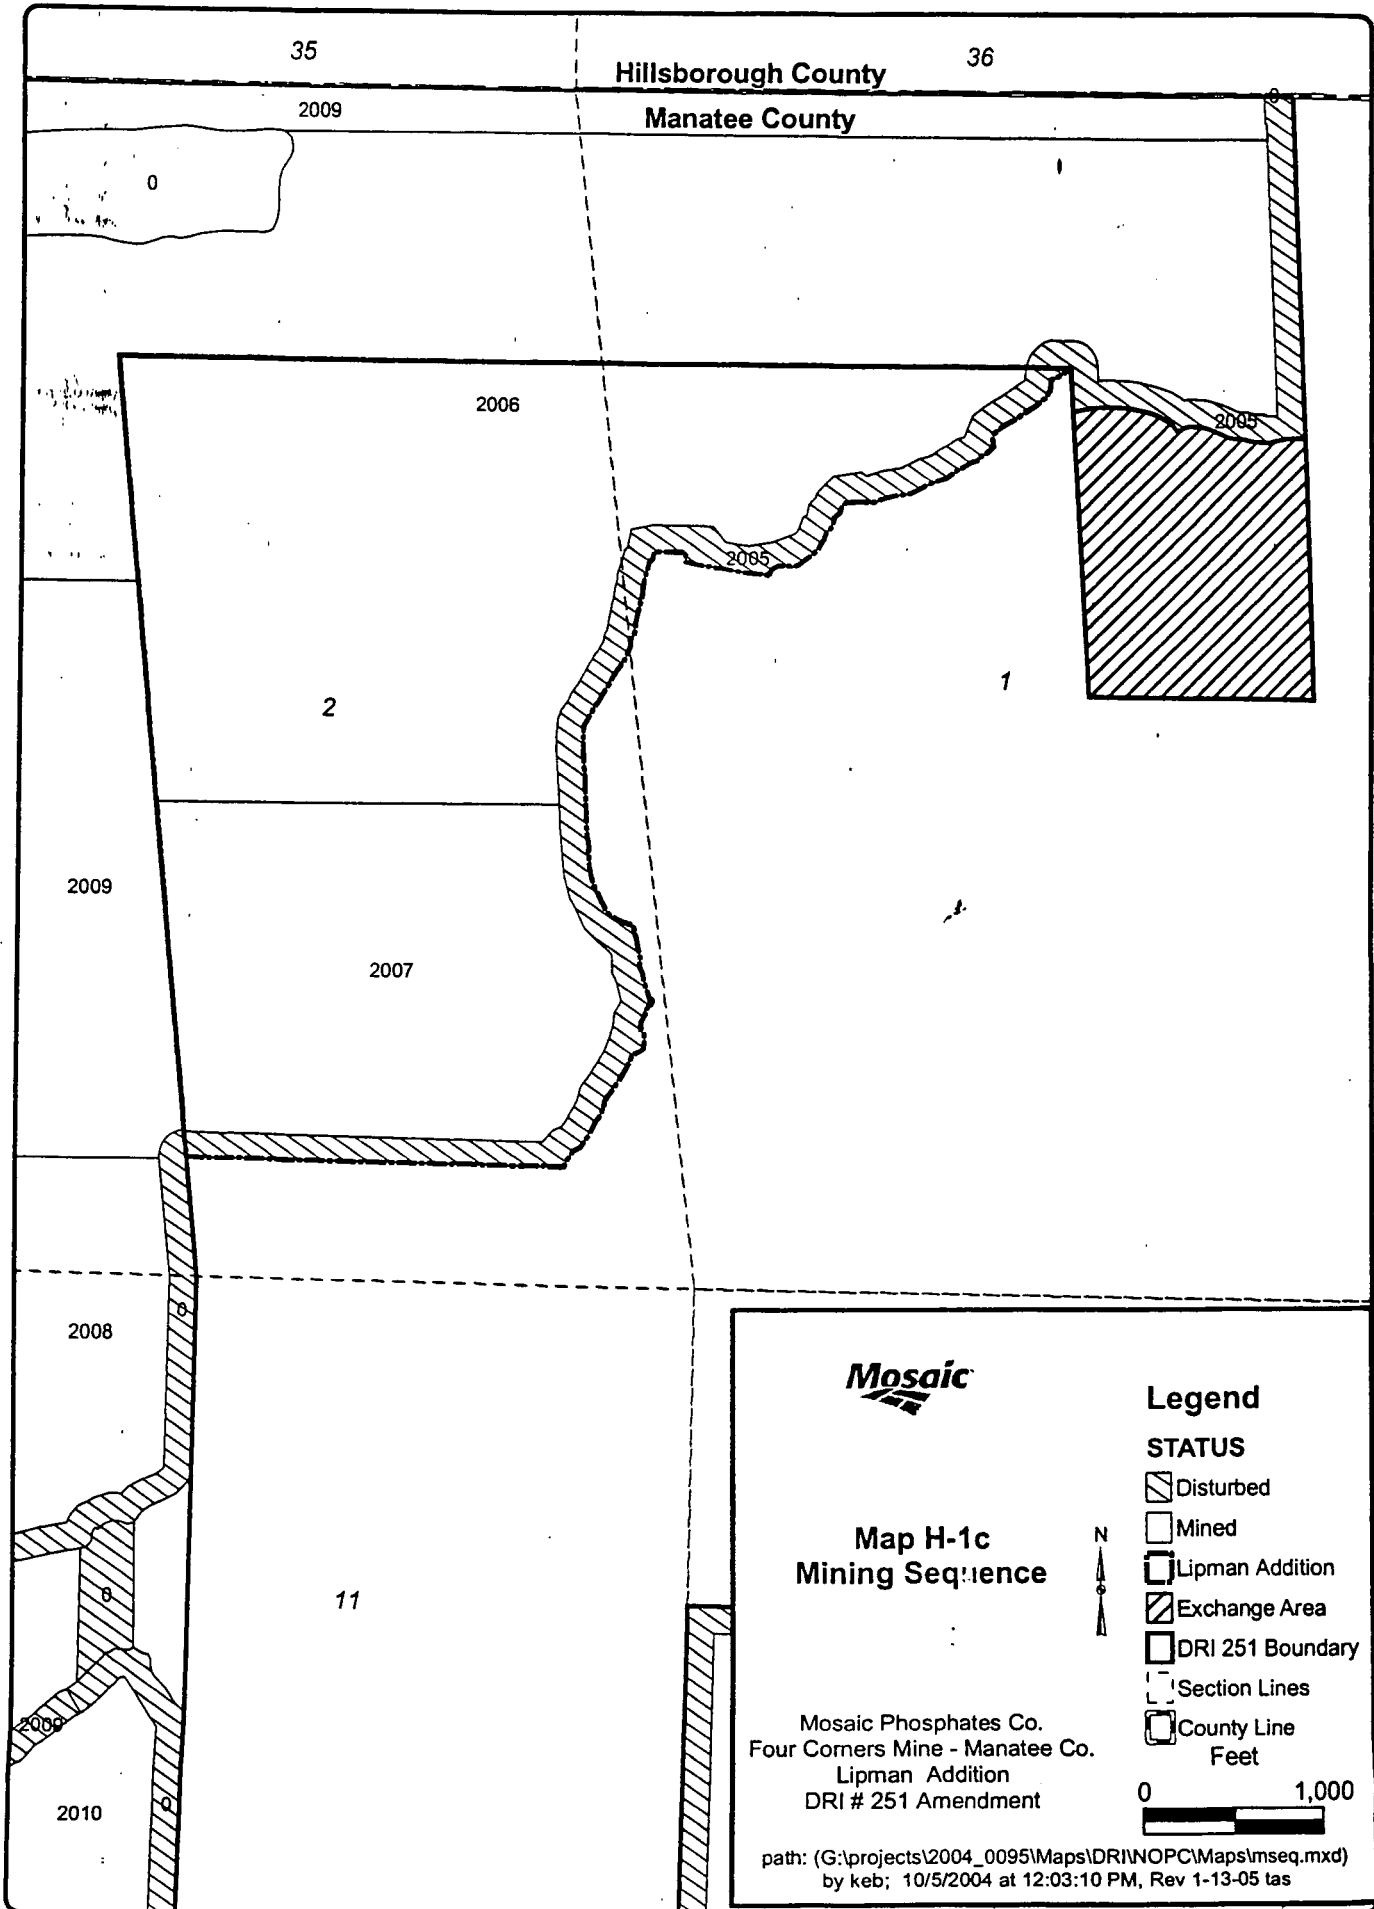 35
36
Hillsborough County
2009
Manatee County
0
0
2006
2005
2005
2
1
2009
2007
0
2008
0
11
2009
2010
0
Mosaic
Map H-1c
Mining Sequence
N
Mosaic Phosphates Co.
Four Corners Mine - Manatee Co.
Lipman Addition
DRI # 251 Amendment
Legend
STATUS
Disturbed
Mined
Lipman Addition
Exchange Area
DRI 251 Boundary
Section Lines
County Line
Feet
0 1,000
path: (G:\projects\2004_0095\Maps\DRI\NOPC\Maps\mseq.mxd)
by keb; 10/5/2004 at 12:03:10 PM, Rev 1-13-05 tas